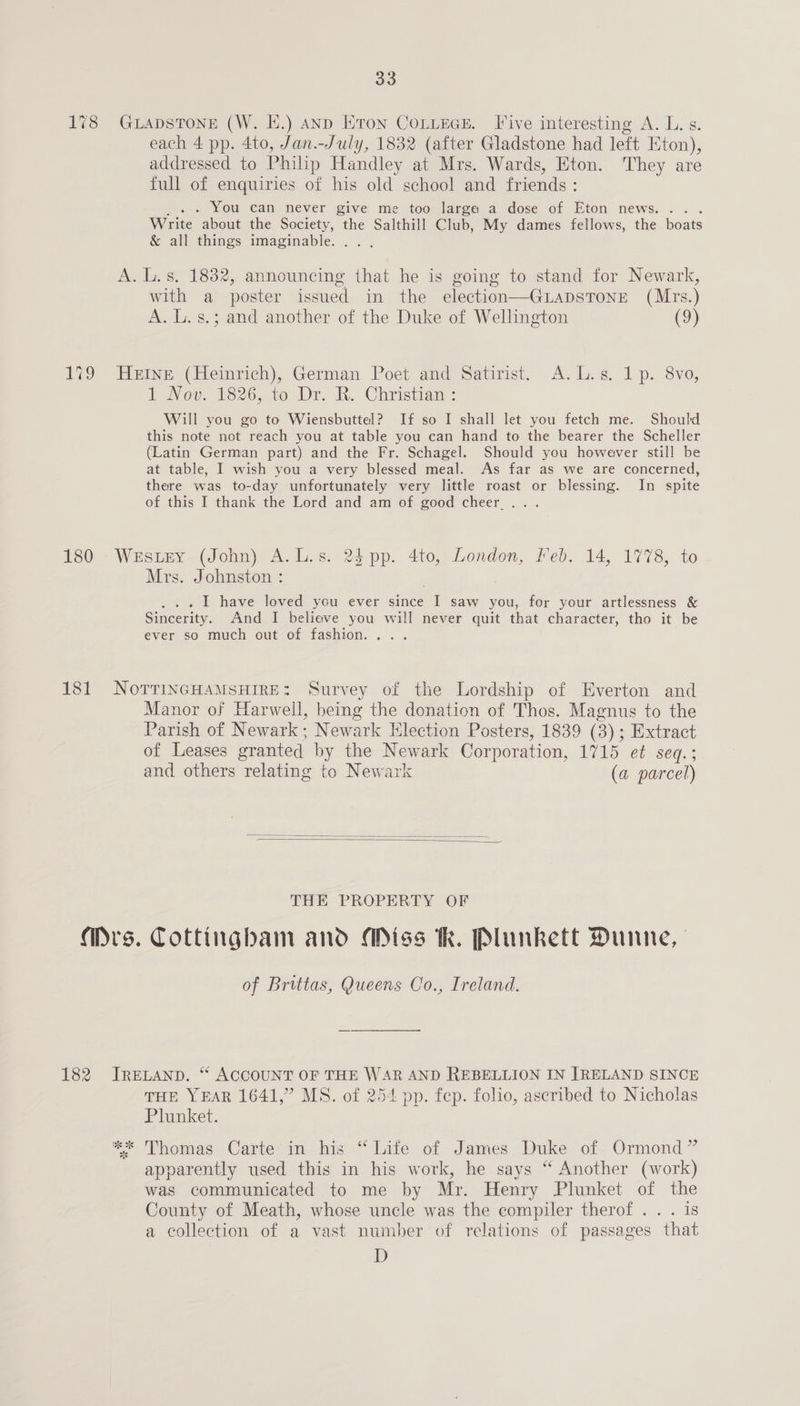 33
178 GLADSTONE (W. E.) AND ETON COLLEGE. Five interesting A. L. s.
each 4 pp. 4to, Jan.-July, 1832 (after Gladstone had left Eton),
addressed to Philip Handley at Mrs. Wards, Eton. They are
full of enquiries of his old school and friends :
. . . You can never give me too large a dose of Eton news. . . .
Write about the Society, the Salthill Club, My dames fellows, the boats
& all things imaginable. . . .
A. L. s. 1832, announcing that he is going to stand for Newark,
with a poster issued in the election—GLADSTONE (Mrs.)
A. L. s.; and another of the Duke of Wellington (9)
179 HEINE (Heinrich), German Poet and Satirist. A. L. s. 1 p. 8vo,
1 Nov. 1826, to Dr. R. Christian :
Will you go to Wiensbuttel? If so I shall let you fetch me. Should
this note not reach you at table you can hand to the bearer the Scheller
(Latin German part) and the Fr. Schagel. Should you however still be
at table, I wish you a very blessed meal. As far as we are concerned,
there was to-day unfortunately very little roast or blessing. In spite
of this I thank the Lord and am of good cheer . . .
180 WESLEY (John) A. L. s. 2½ pp. 4to, London, Feb. 14, 1778, to
Mrs. Johnston :
. . . I have loved you ever since I saw you, for your artlessness &
Sincerity. And I believe you will never quit that character, tho it be
ever so much out of fashion. . . .
181 NOTTINGHAMSHIRE : Survey of the Lordship of Everton and
Manor of Harwell, being the donation of Thos. Magnus to the
Parish of Newark ; Newark Election Posters, 1839 (3) ; Extract
of Leases granted by the Newark Corporation, 1715 et seq. ;
and others relating to Newark (a parcel)
THE PROPERTY OF
Mrs. Cottingham and Miss K. Plunkett Dunne,
of Brittas, Queens Co., Ireland.
182 IRELAND. “ ACCOUNT OF THE WAR AND REBELLION IN IRELAND SINCE
THE YEAR 1641,” MS. of 254 pp. fcp. folio, ascribed to Nicholas
Plunket.
*** Thomas Carte in his “ Life of James Duke of Ormond ”
apparently used this in his work, he says “ Another (work)
was communicated to me by Mr. Henry Plunket of the
County of Meath, whose uncle was the compiler therof . . . is
a collection of a vast number of relations of passages that
D